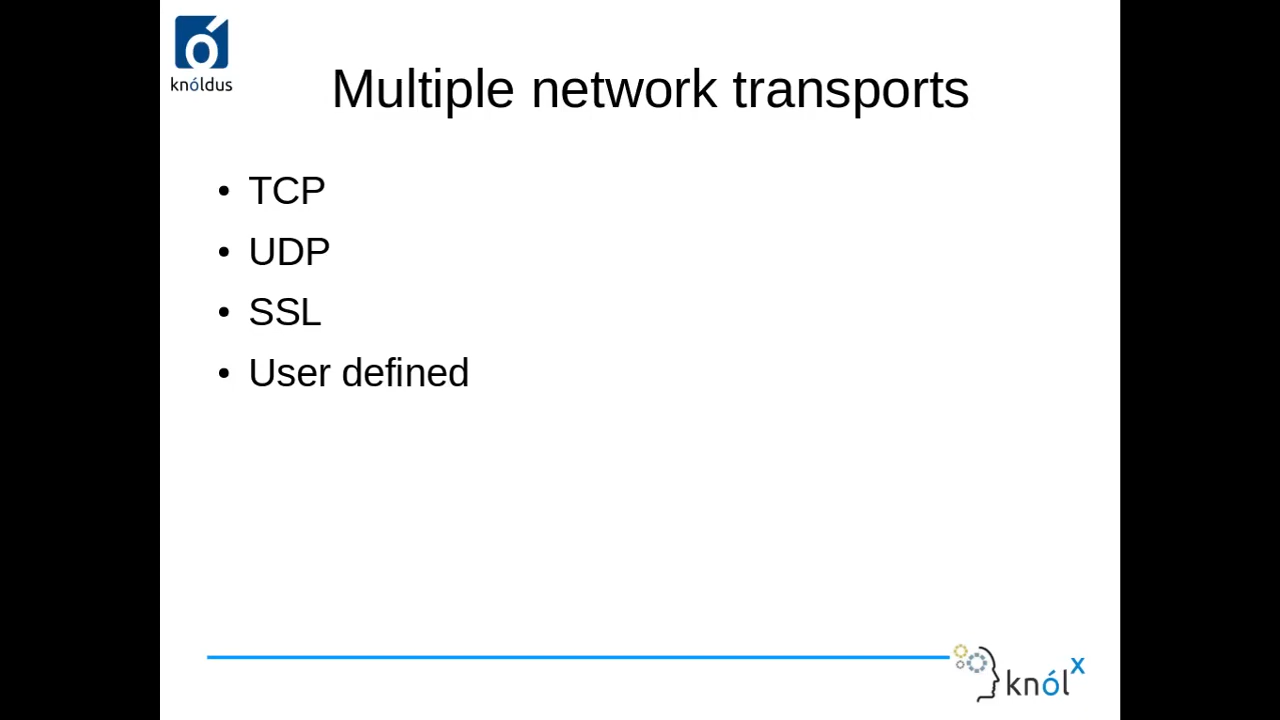 knóldus
Multiple network transports
• TCP
• UDP
• SSL
• User defined
knólx